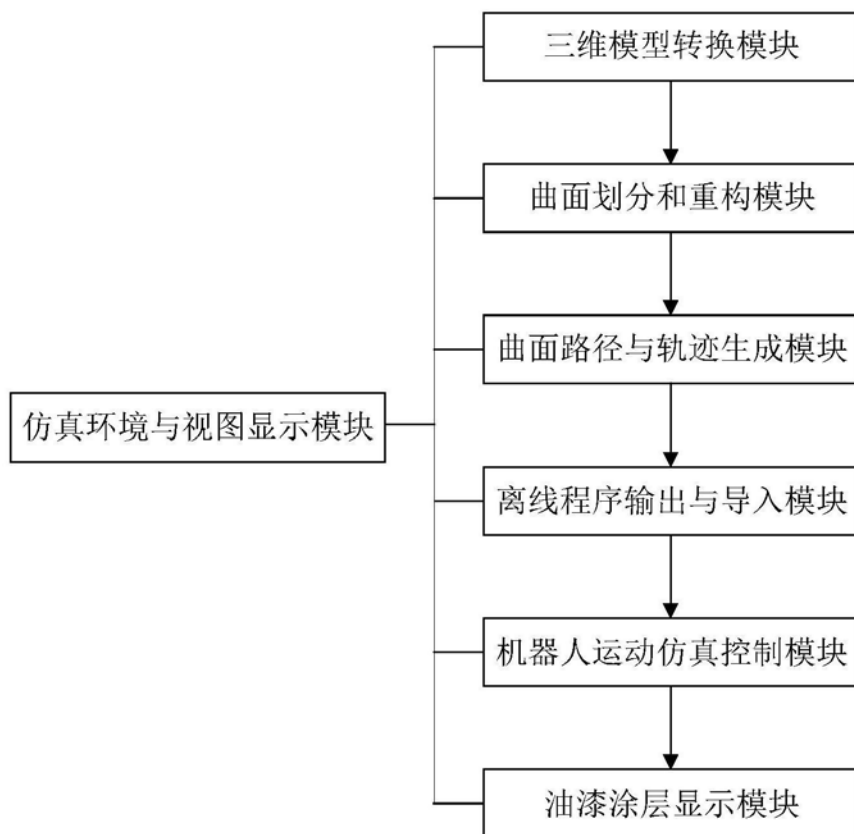 三维模型转换模块
曲面划分和重构模块
曲面路径与轨迹生成模块
仿真环境与视图显示模块
离线程序输出与导入模块
机器人运动仿真控制模块
油漆涂层显示模块